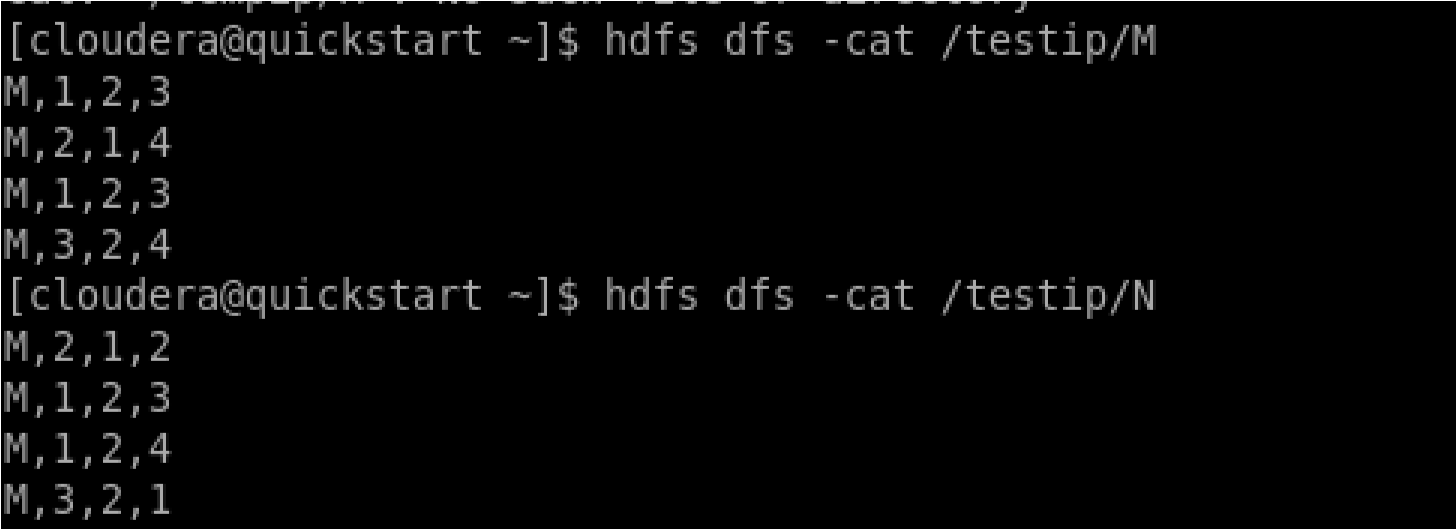 [cloudera@quickstart ~]$ hdfs dfs -cat /testip/M
M,1,2,3
M,2,1,4
M,1,2,3
M,3,2,4
[cloudera@quickstart ~]$ hdfs dfs -cat /testip/N
M,2,1,2
M,1,2,3
M,1,2,4
M,3,2,1